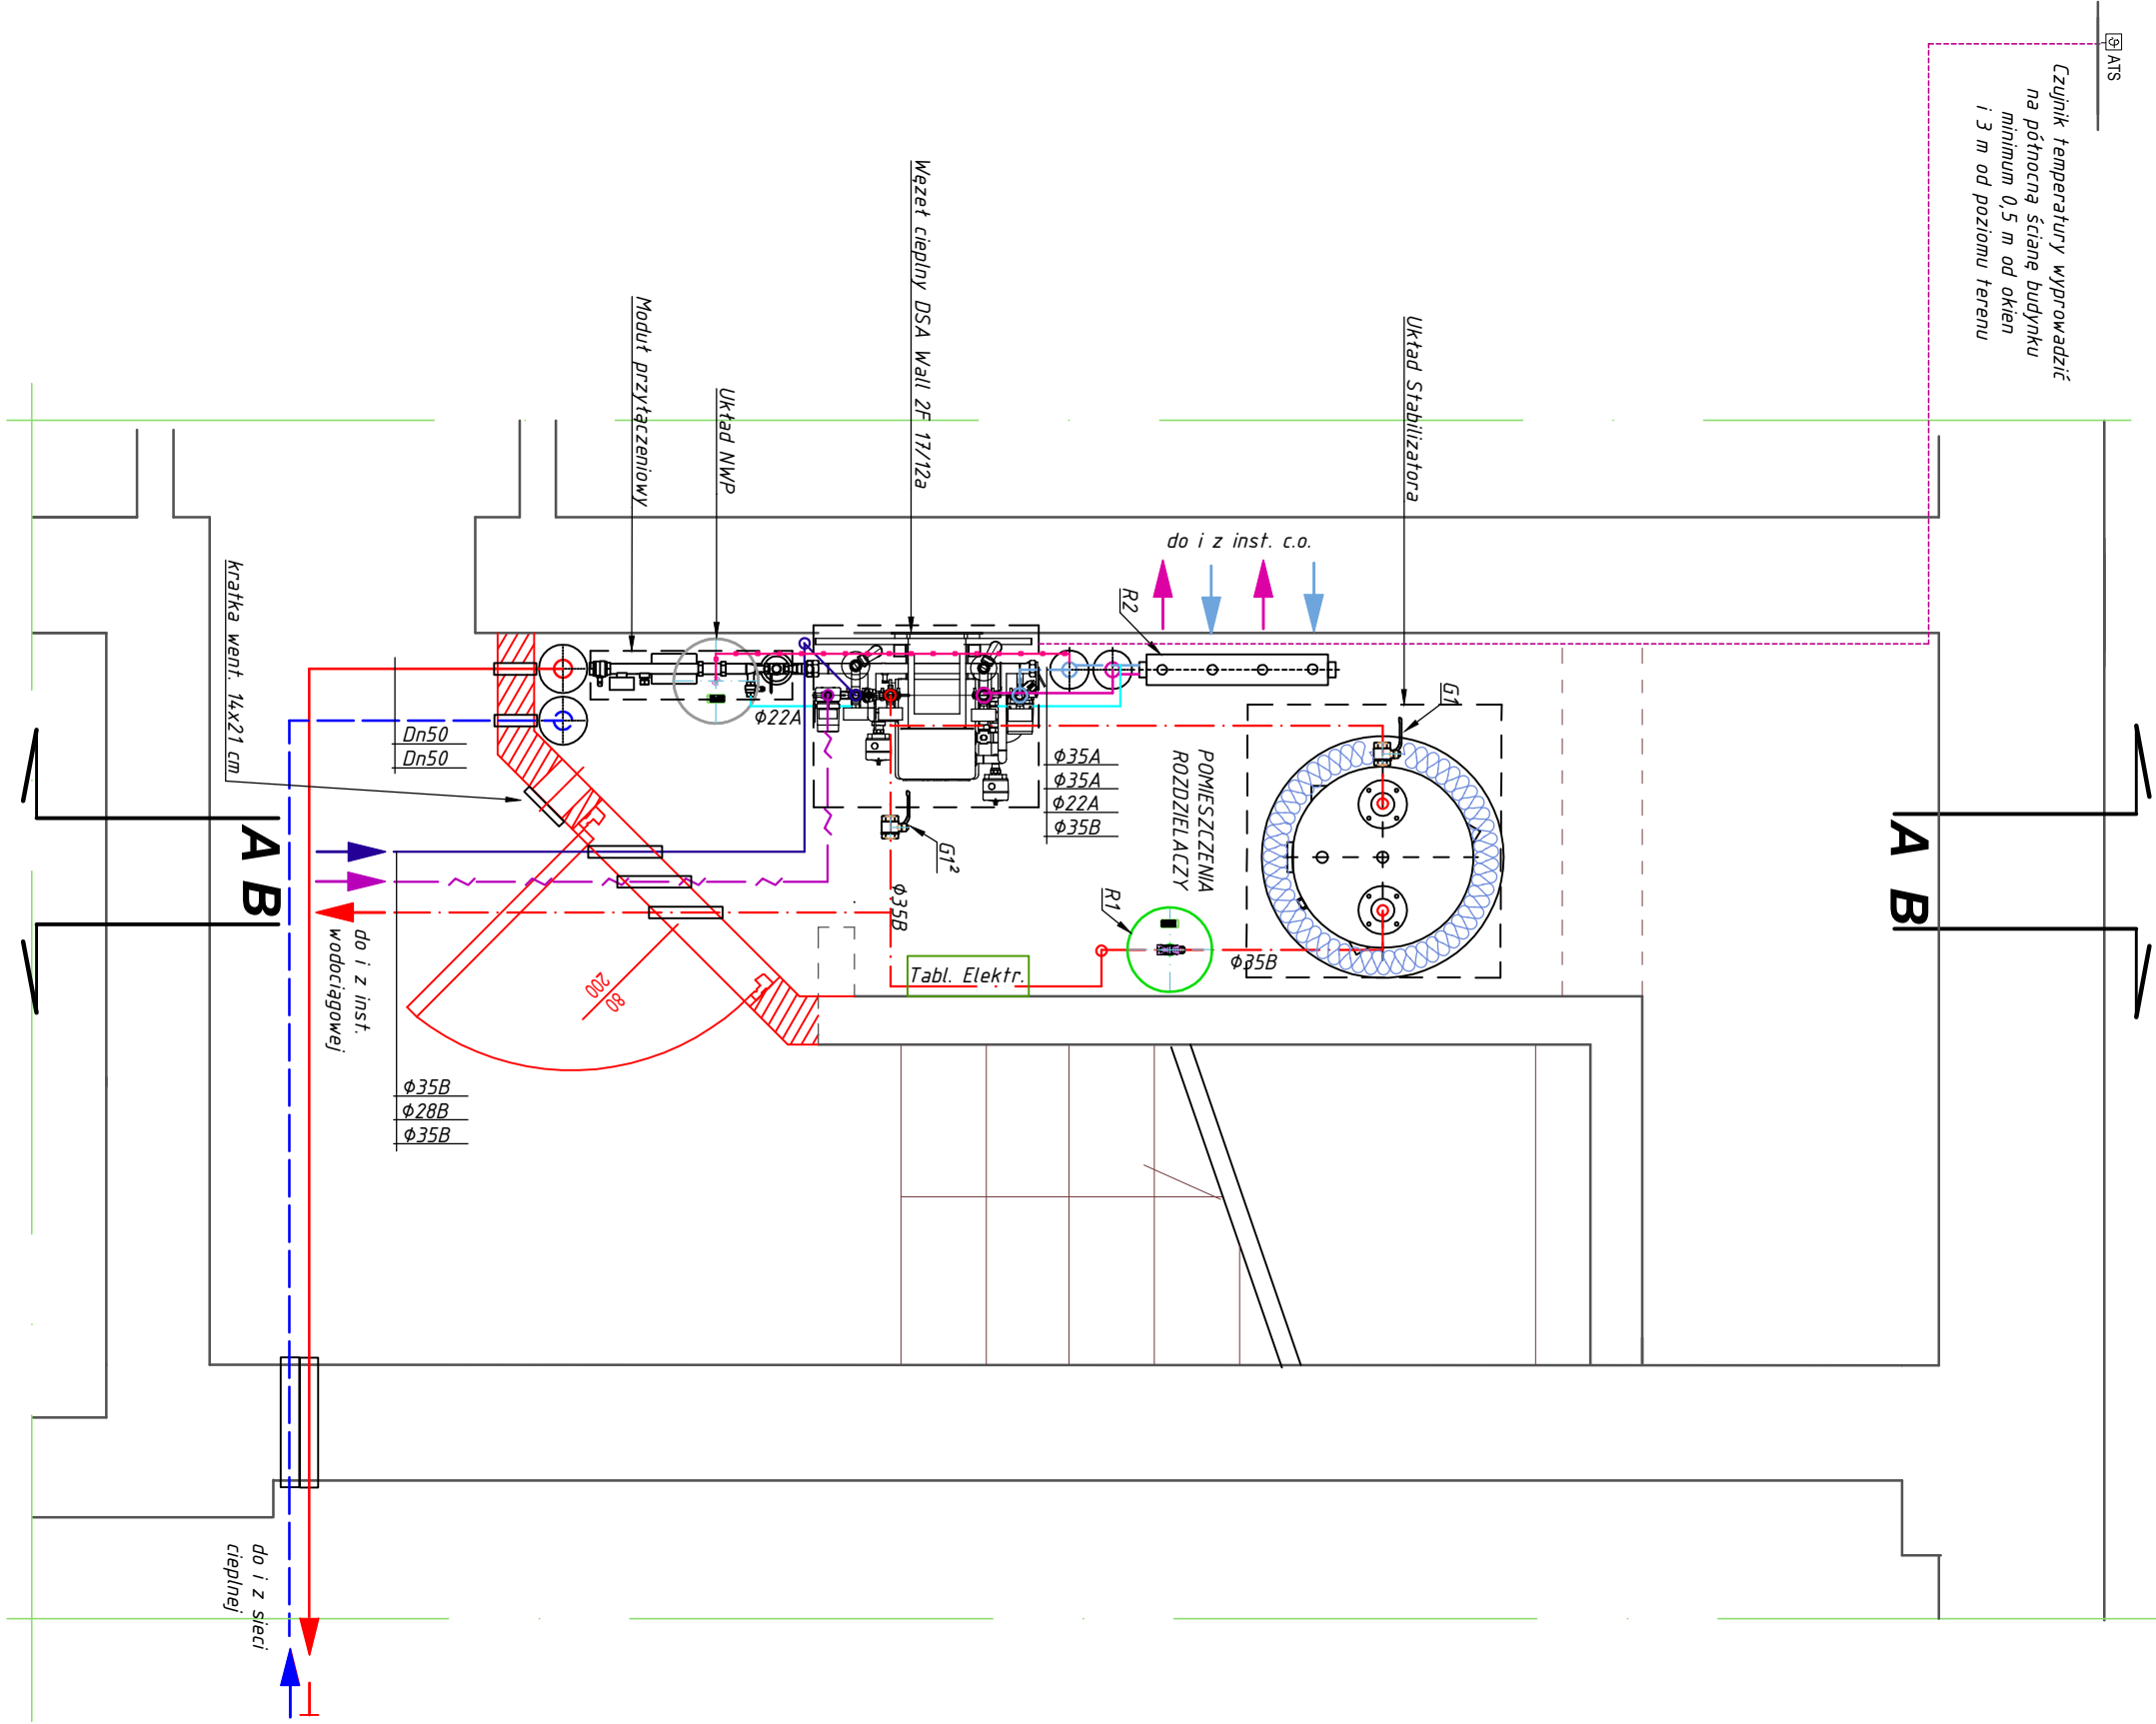 ATS
Czujnik temperatury wyprowadzić
na północną ścianę budynku
minimum 0,5 m od okien
i 3 m od poziomu terenu
Układ Stabilizatora
Węzeł cieplny DSA Wall 2F 17/12a
Układ NWP
Moduł przyłączeniowy
kratka went. 14x21 cm
do i z inst. c.o.
R2
G1
Dn50
Dn50
φ22A
φ35A
φ35A
φ22A
φ35B
POMIESZCZENIA
ROZDZIELACZY
G1²
R1
φ35B
φ35B
Tabl. Elektr.
A
B
A
B
do i z inst.
wodociągowej
80
200
φ35B
φ28B
φ35B
do i z sieci
cieplnej